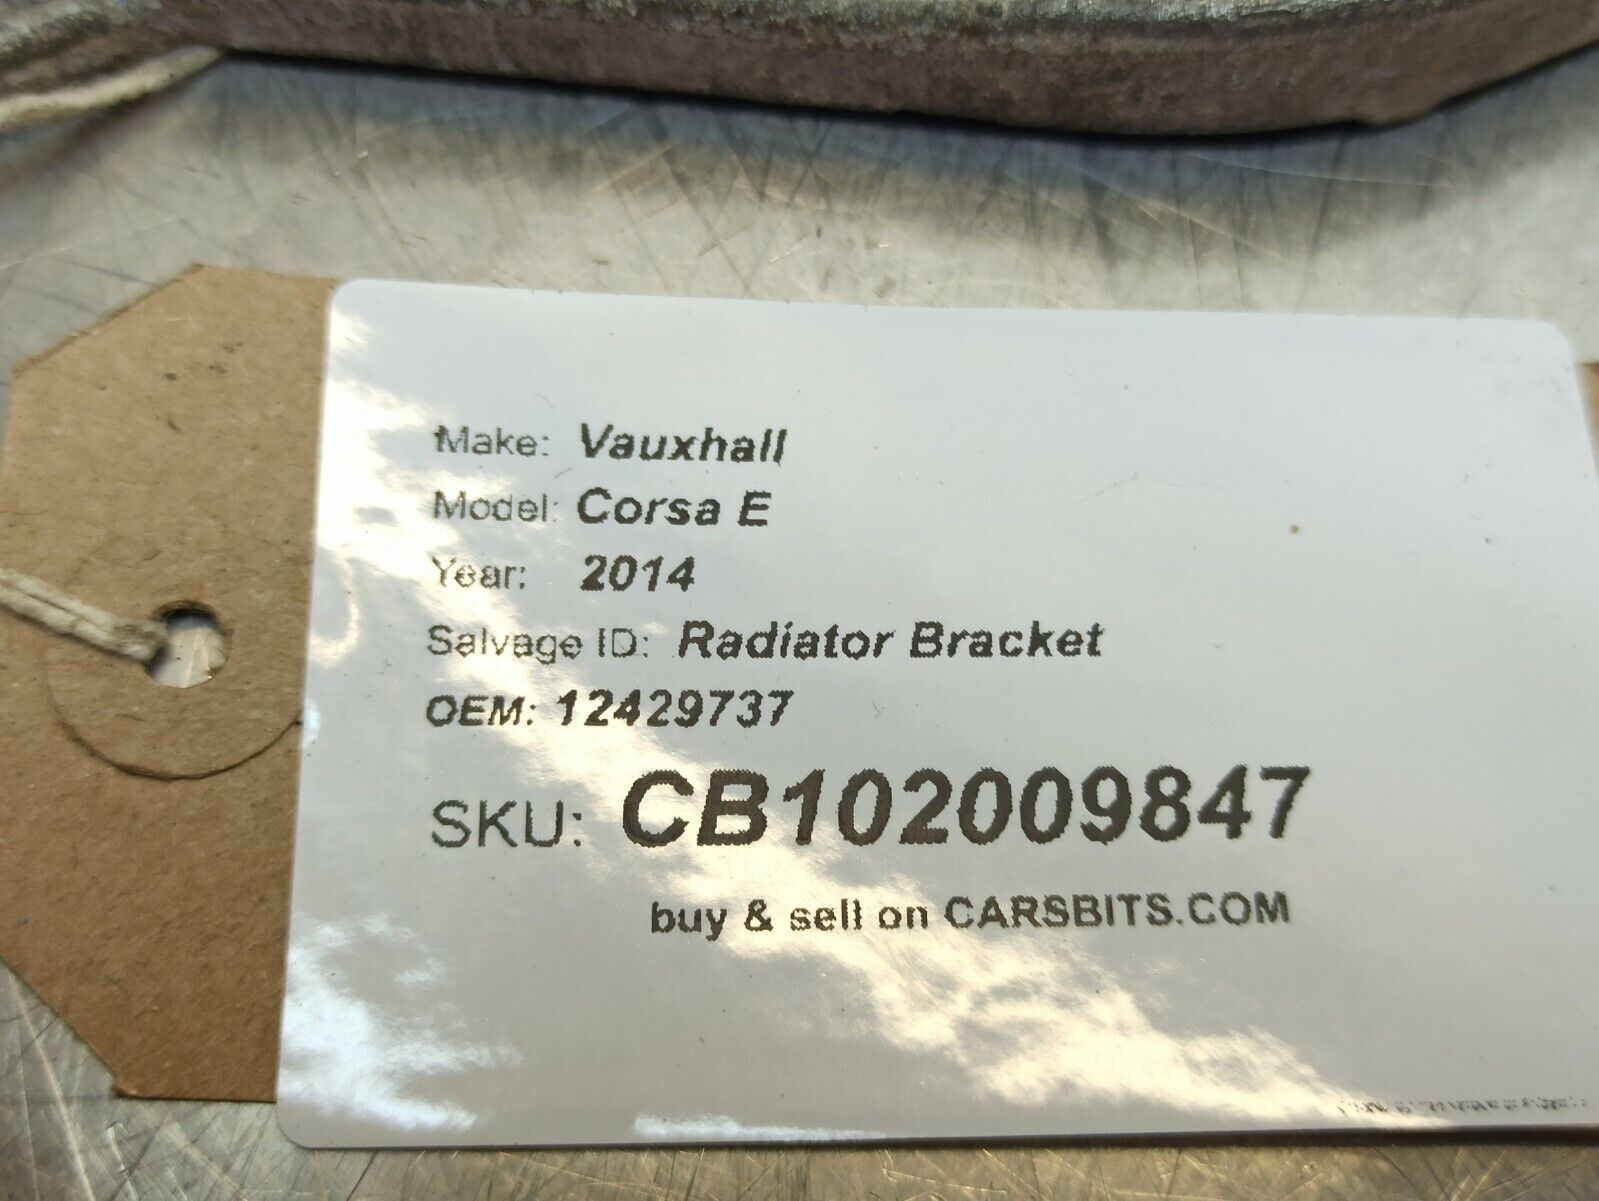 Make: Vauxhall
Model: Corsa E
Year: 2014
Salvage ID: Radiator Bracket
OEM: 12429737
SKU: CB102009847
buy & sell on CARSBITS.COM